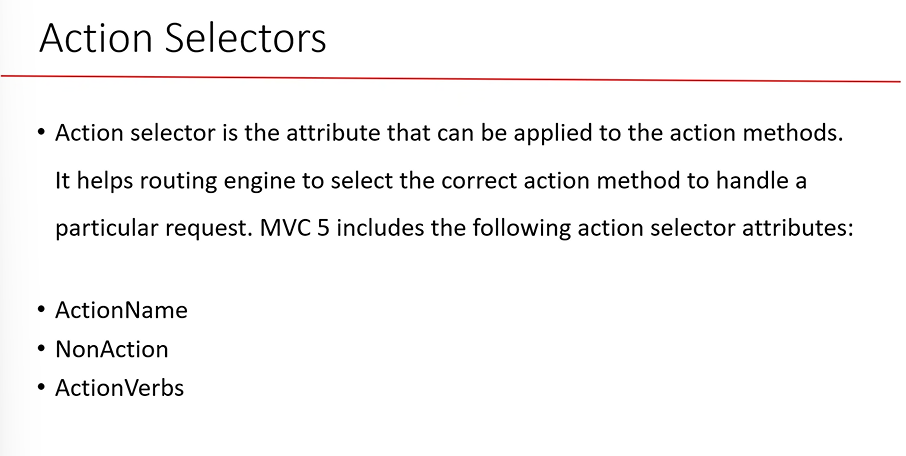 Action Selectors
• Action selector is the attribute that can be applied to the action methods.
It helps routing engine to select the correct action method to handle a
particular request. MVC 5 includes the following action selector attributes:
• ActionName
• NonAction
• ActionVerbs